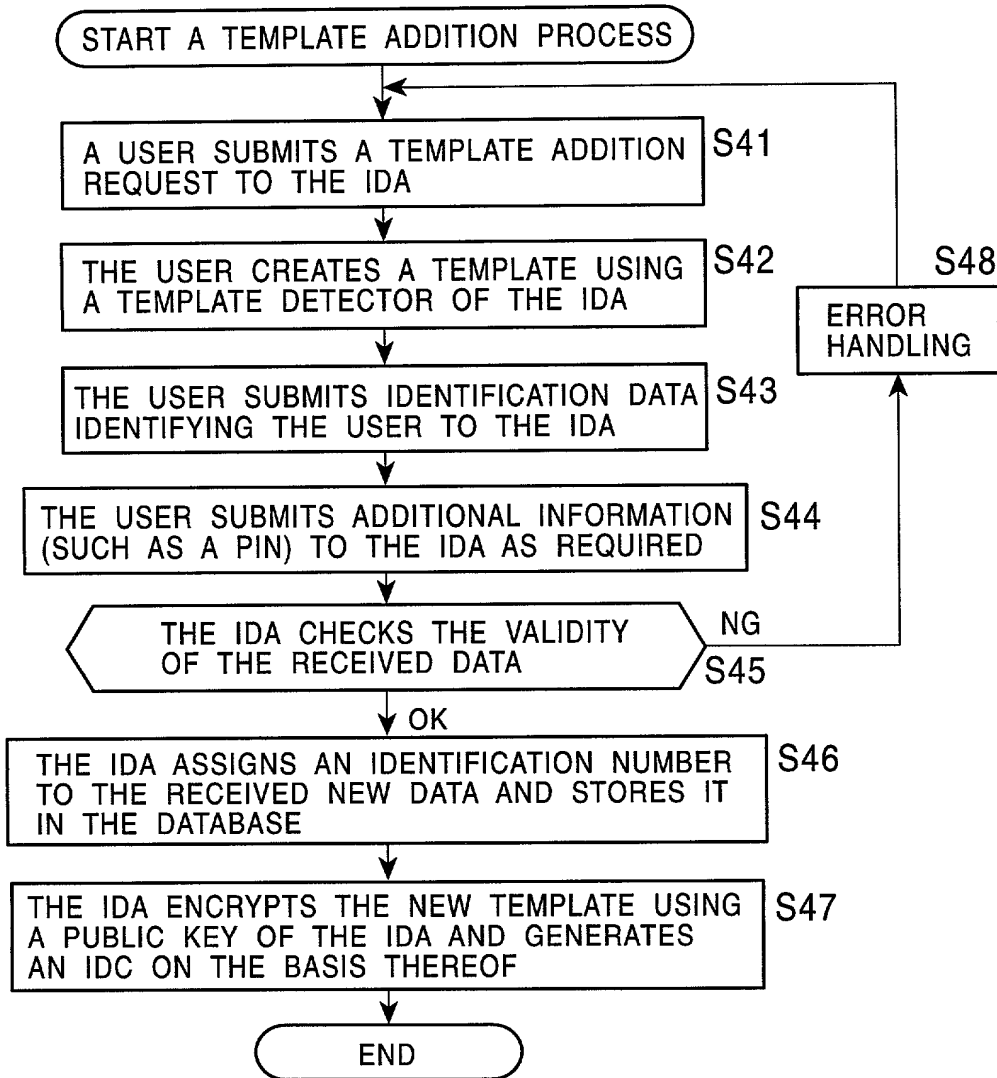 START A TEMPLATE ADDITION PROCESS
A USER SUBMITS A TEMPLATE ADDITION
REQUEST TO THE IDA
S41
THE USER CREATES A TEMPLATE USING
A TEMPLATE DETECTOR OF THE IDA
S42
S48
ERROR
HANDLING
THE USER SUBMITS IDENTIFICATION DATA
IDENTIFYING THE USER TO THE IDA
S43
THE USER SUBMITS ADDITIONAL INFORMATION
(SUCH AS A PIN) TO THE IDA AS REQUIRED
S44
THE IDA CHECKS THE VALIDITY
OF THE RECEIVED DATA
NG
S45
OK
THE IDA ASSIGNS AN IDENTIFICATION NUMBER
TO THE RECEIVED NEW DATA AND STORES IT
IN THE DATABASE
S46
THE IDA ENCRYPTS THE NEW TEMPLATE USING
A PUBLIC KEY OF THE IDA AND GENERATES
AN IDC ON THE BASIS THEREOF
S47
END